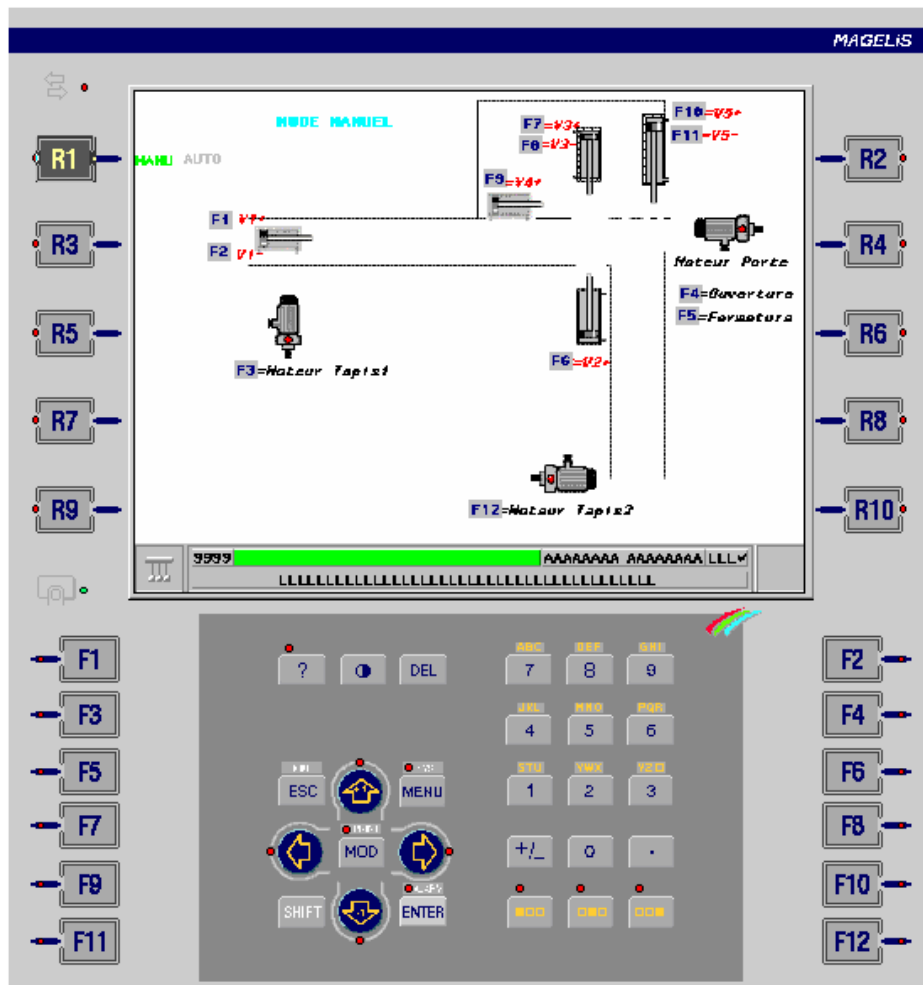 MAGELiS
MODE MANUEL
F10=V5+
F7=V3+
F11=V5-
F8=V3-
R1
MANU AUTO
R2
F9=V4+
F1 V1+
R3
R4
F2 V1-
Moteur Porte
F4=Ouverture
F5=Fermeture
R5
R6
F6=V2+
F3=Moteur Tapis1
R7
R8
R9
F12=Moteur Tapis2
R10
9999 AAAAAAAA AAAAAAAA LLL
F1
? DEL
ABC DEF GHI
7 8 9
F2
F3
JKL MNO PQR
4 5 6
F4
F5
ESC MENU
STU VWX YZ
1 2 3
F6
F7
MOD
+/_ 0 .
F8
F9
SHIFT ENTER
F10
F11
F12